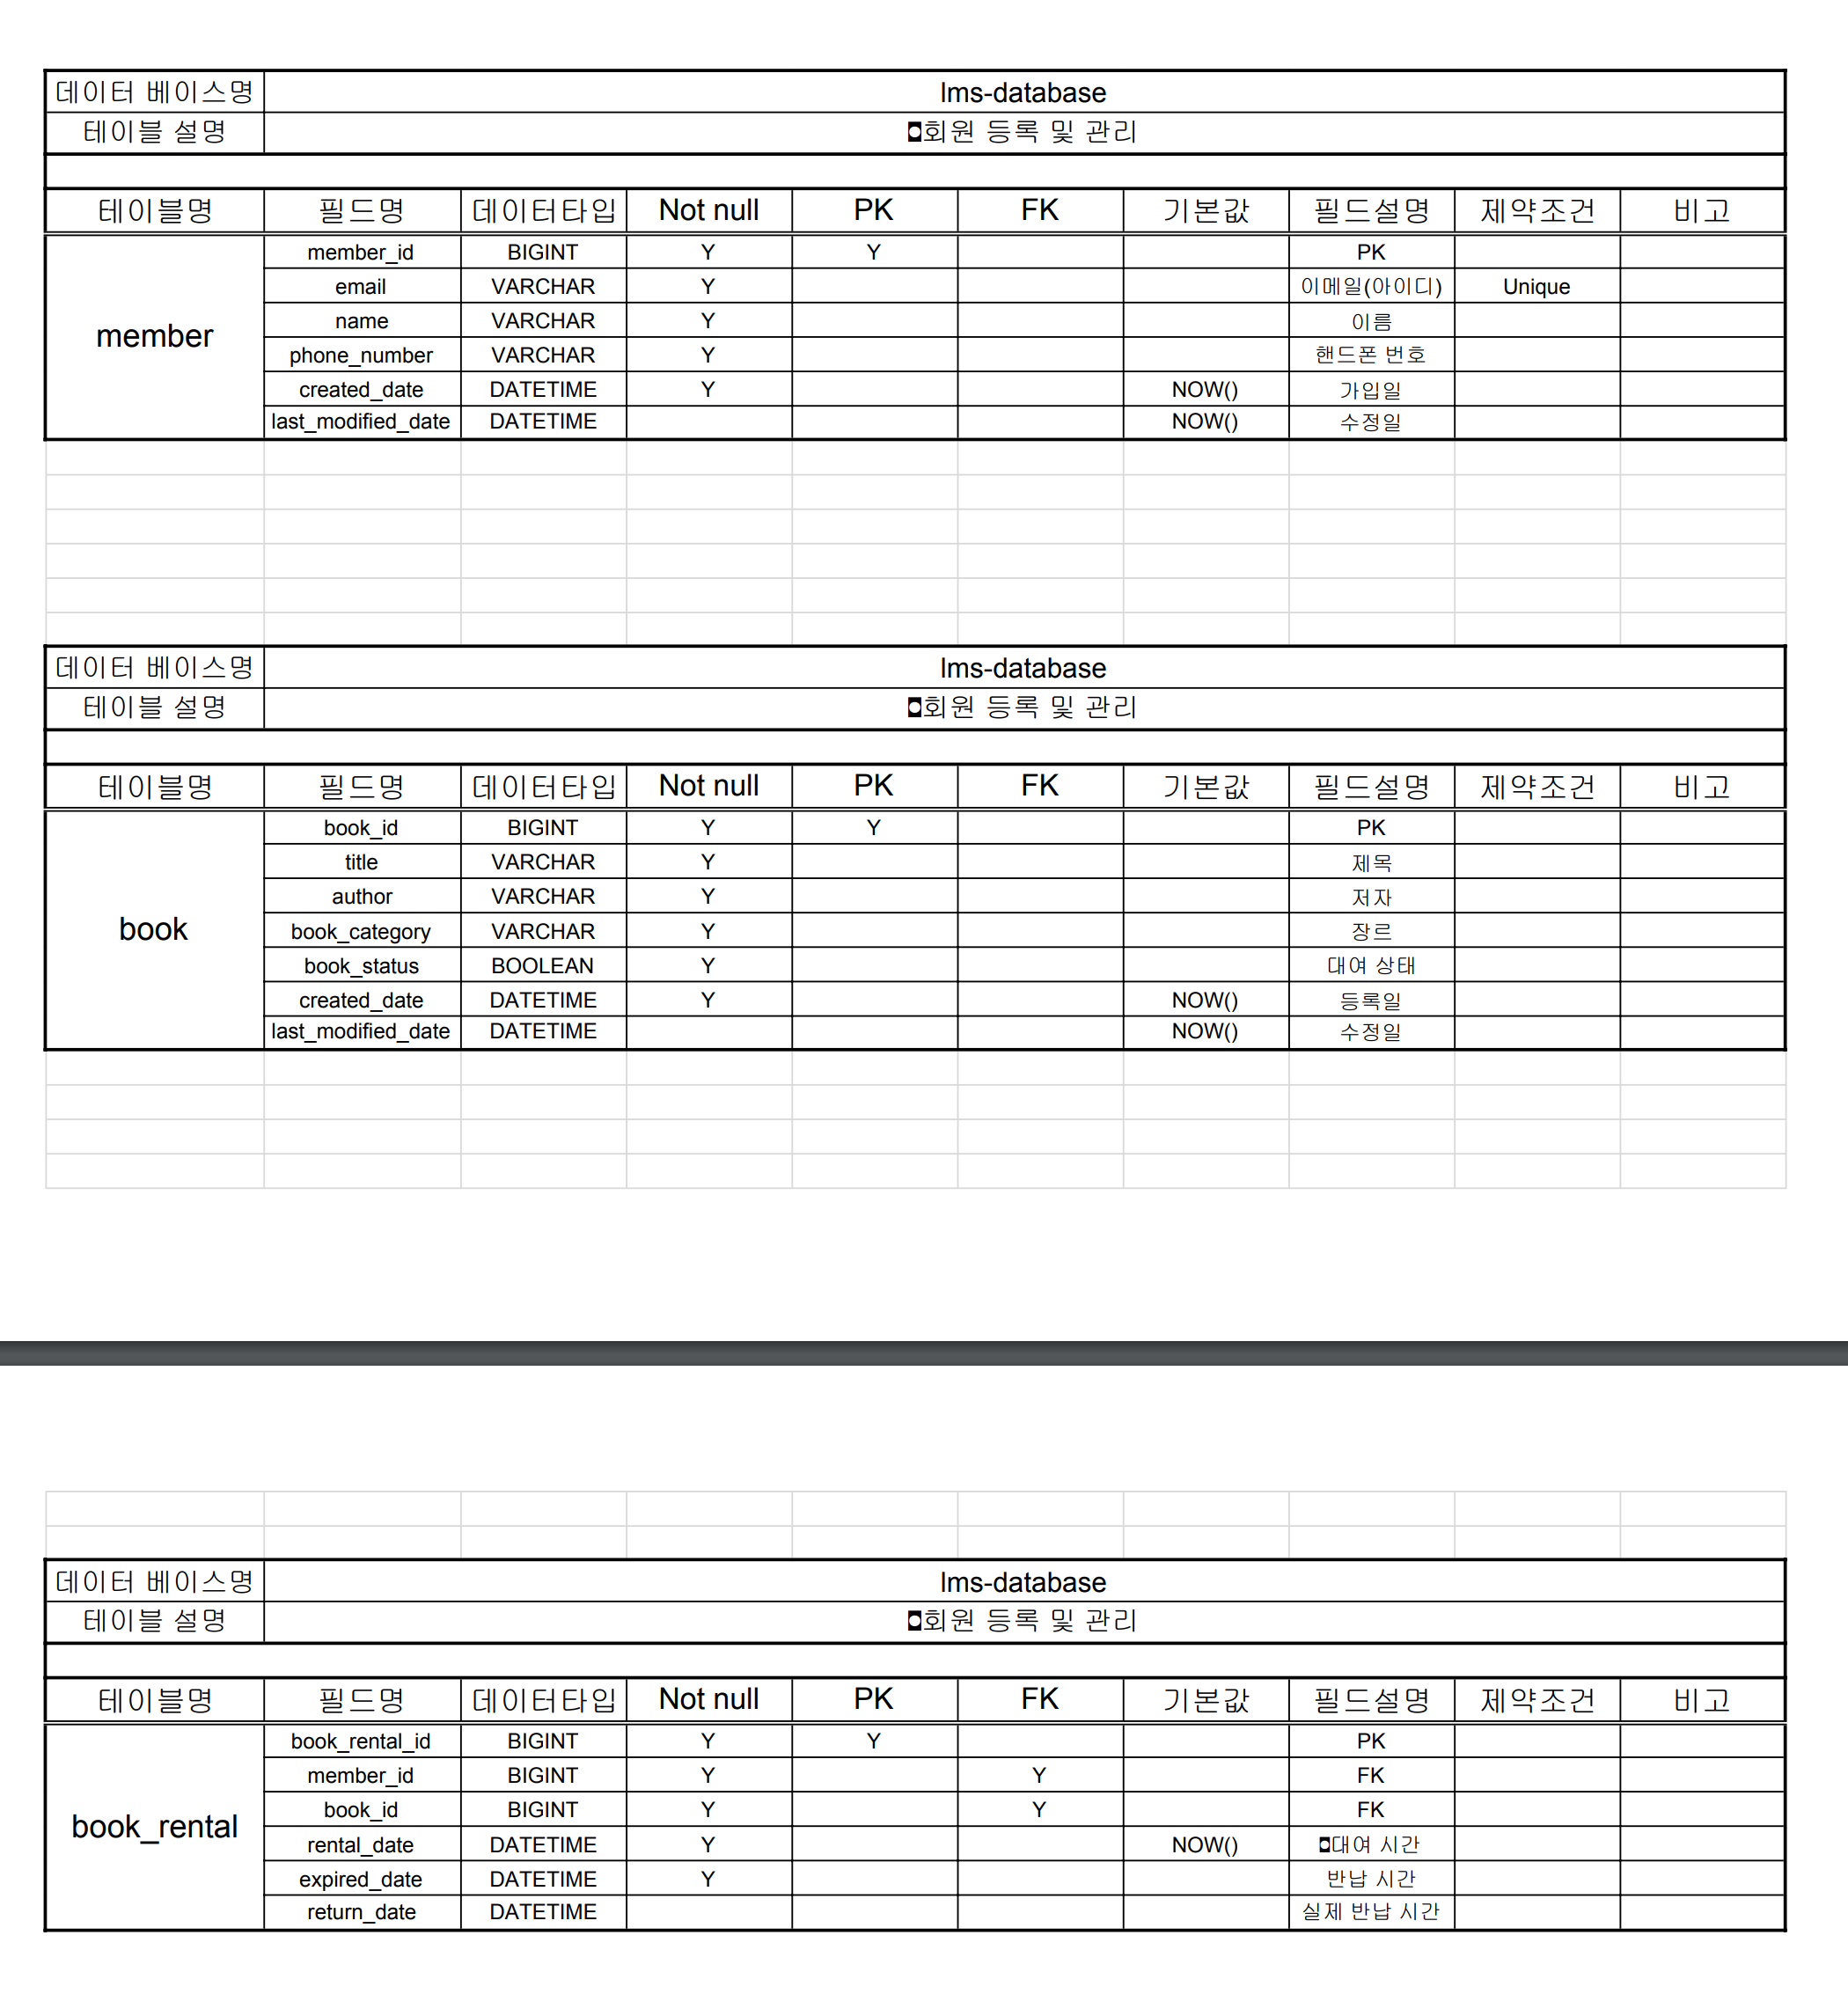 데이터 베이스명 lms-database
테이블 설명 ◘회원 등록 및 관리
테이블명 필드명 데이터타입 Not null PK FK 기본값 필드설명 제약조건 비고
member
member_id BIGINT Y Y PK
email VARCHAR Y 이메일(아이디) Unique
name VARCHAR Y 이름
phone_number VARCHAR Y 핸드폰 번호
created_date DATETIME Y NOW() 가입일
last_modified_date DATETIME NOW() 수정일
데이터 베이스명 lms-database
테이블 설명 ◘회원 등록 및 관리
테이블명 필드명 데이터타입 Not null PK FK 기본값 필드설명 제약조건 비고
book
book_id BIGINT Y Y PK
title VARCHAR Y 제목
author VARCHAR Y 저자
book_category VARCHAR Y 장르
book_status BOOLEAN Y 대여 상태
created_date DATETIME Y NOW() 등록일
last_modified_date DATETIME NOW() 수정일
데이터 베이스명 lms-database
테이블 설명 ◘회원 등록 및 관리
테이블명 필드명 데이터타입 Not null PK FK 기본값 필드설명 제약조건 비고
book_rental
book_rental_id BIGINT Y Y PK
member_id BIGINT Y Y FK
book_id BIGINT Y Y FK
rental_date DATETIME Y NOW() ◘대여 시간
expired_date DATETIME Y 반납 시간
return_date DATETIME 실제 반납 시간